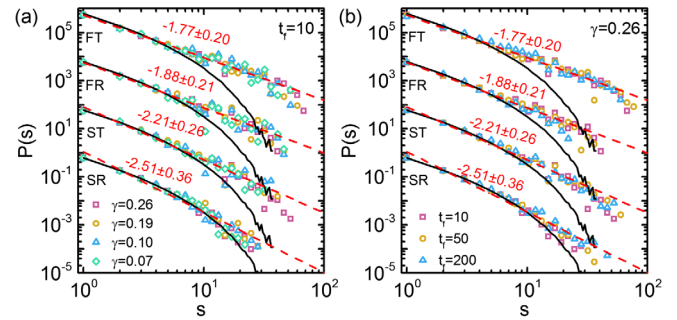 (a)
t_f=10
10^5
10^3
10^1
10^-1
10^-3
10^-5
P(s)
FT
FR
ST
SR
-1.77±0.20
-1.88±0.21
-2.21±0.26
-2.51±0.36
γ=0.26
γ=0.19
γ=0.10
γ=0.07
10^0
10^1
10^2
s
(b)
γ=0.26
10^5
10^3
10^1
10^-1
10^-3
10^-5
P(s)
FT
FR
ST
SR
-1.77±0.20
-1.88±0.21
-2.21±0.26
-2.51±0.36
t_f=10
t_f=50
t_f=200
10^0
10^1
10^2
s